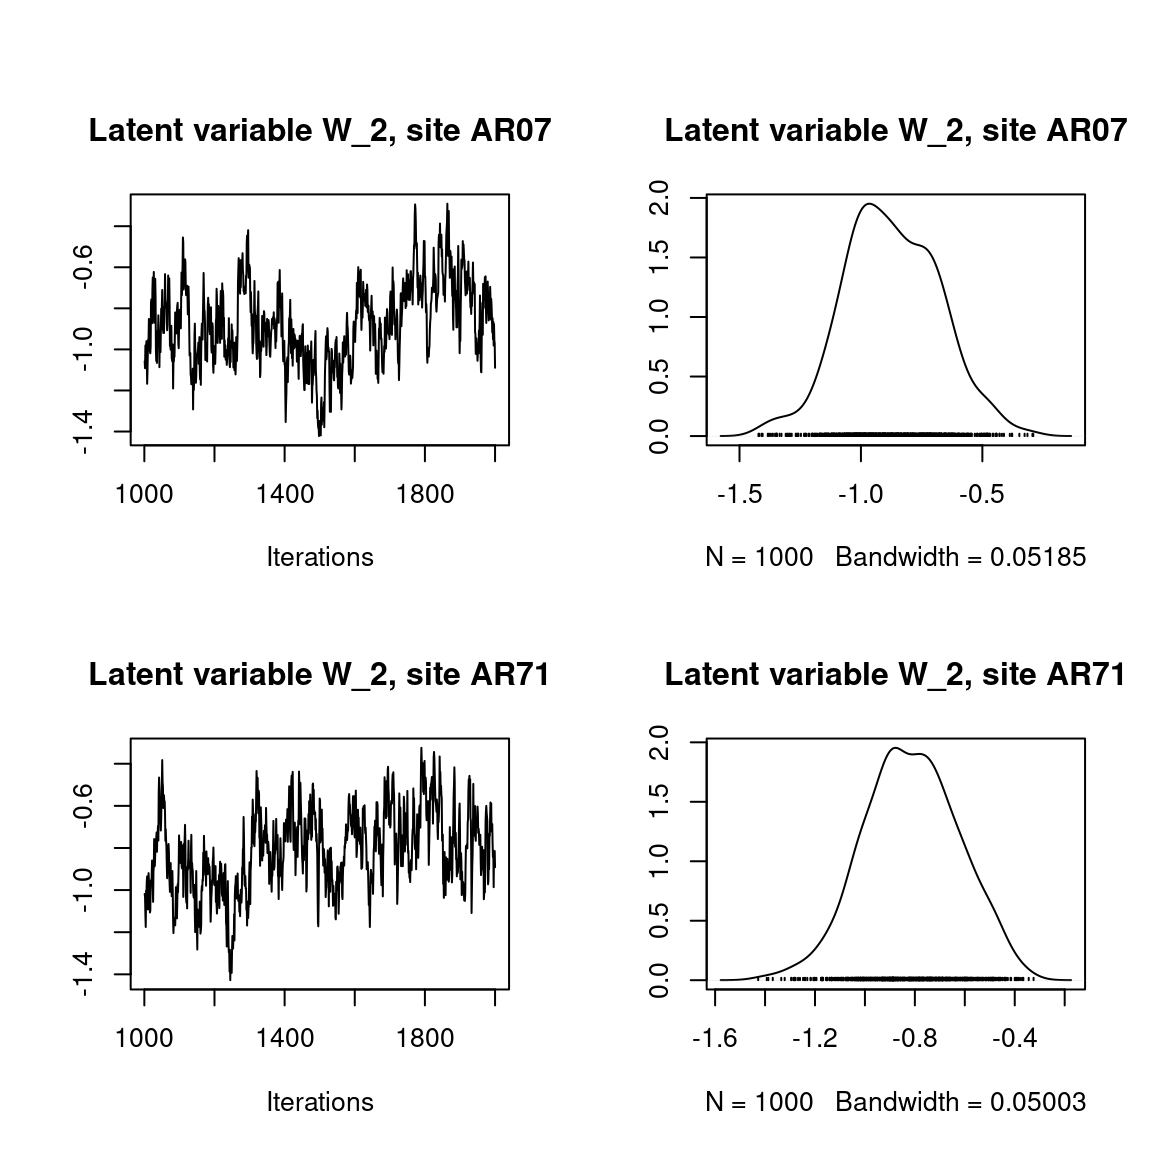 Latent variable W_2, site AR07
-0.6
-1.0
-1.4
1000 1400 1800
Iterations
Latent variable W_2, site AR07
2.0
1.5
1.0
0.5
0.0
-1.5 -1.0 -0.5
N = 1000 Bandwidth = 0.05185
Latent variable W_2, site AR71
-0.6
-1.0
-1.4
1000 1400 1800
Iterations
Latent variable W_2, site AR71
2.0
1.5
1.0
0.5
0.0
-1.6 -1.2 -0.8 -0.4
N = 1000 Bandwidth = 0.05003